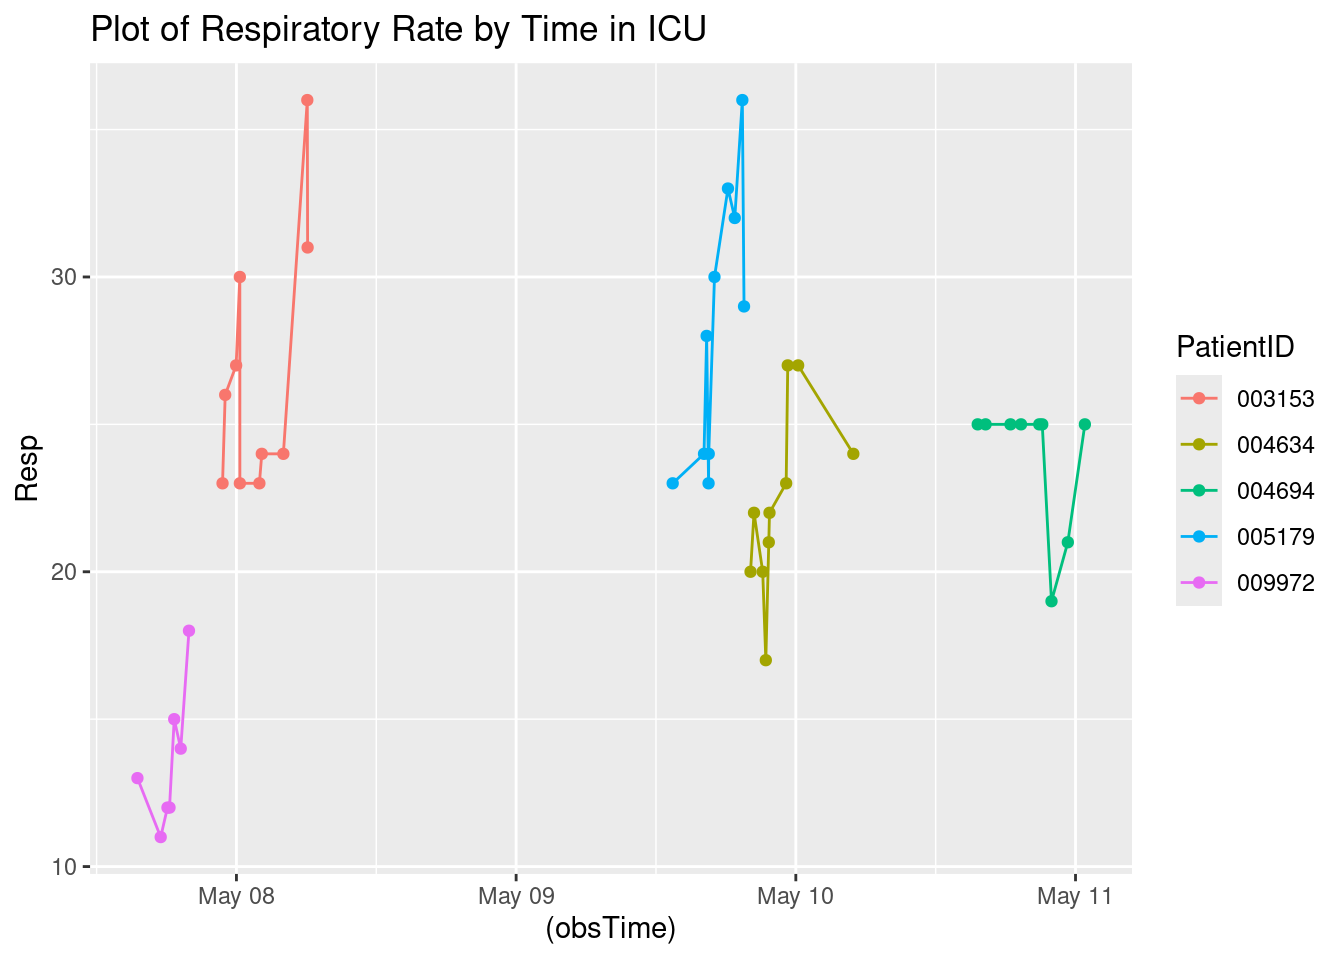 Plot of Respiratory Rate by Time in ICU
Resp
30
20
10
May 08
May 09
May 10
May 11
(obsTime)
PatientID
003153
004634
004694
005179
009972